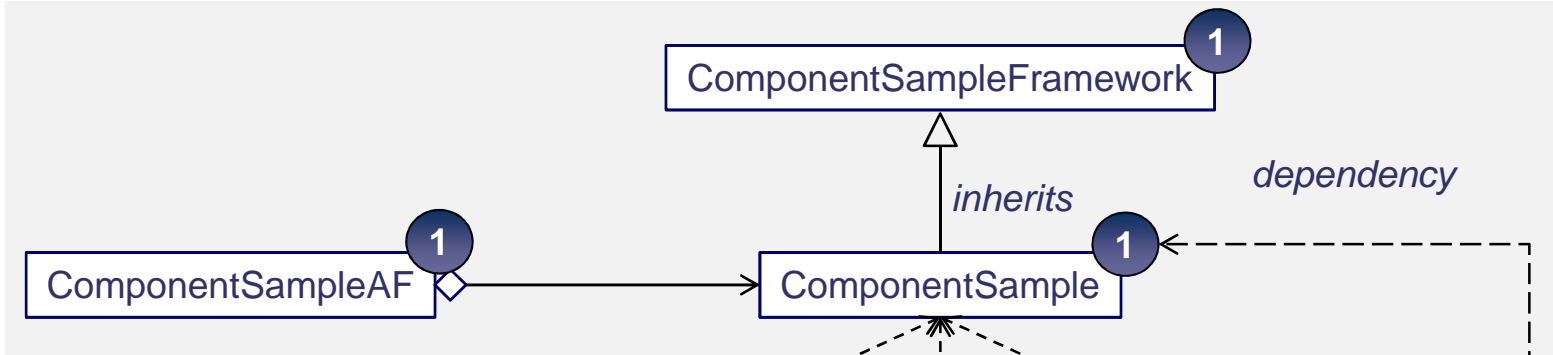 1
ComponentSampleFramework
dependency
inherits
1
1
ComponentSampleAF
ComponentSample